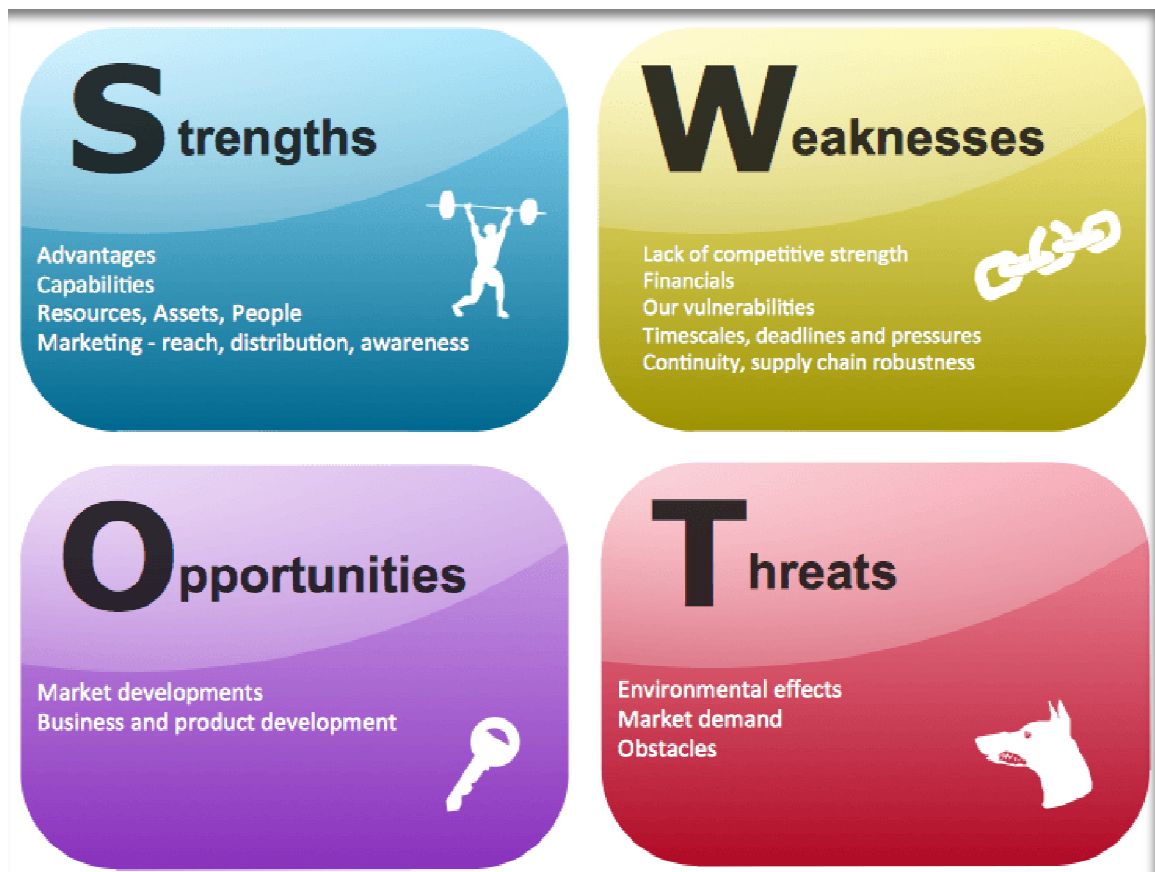 Strengths
Advantages
Capabilities
Resources, Assets, People
Marketing - reach, distribution, awareness
Weaknesses
Lack of competitive strength
Financials
Our vulnerabilities
Timescales, deadlines and pressures
Continuity, supply chain robustness
Opportunities
Market developments
Business and product development
Threats
Environmental effects
Market demand
Obstacles